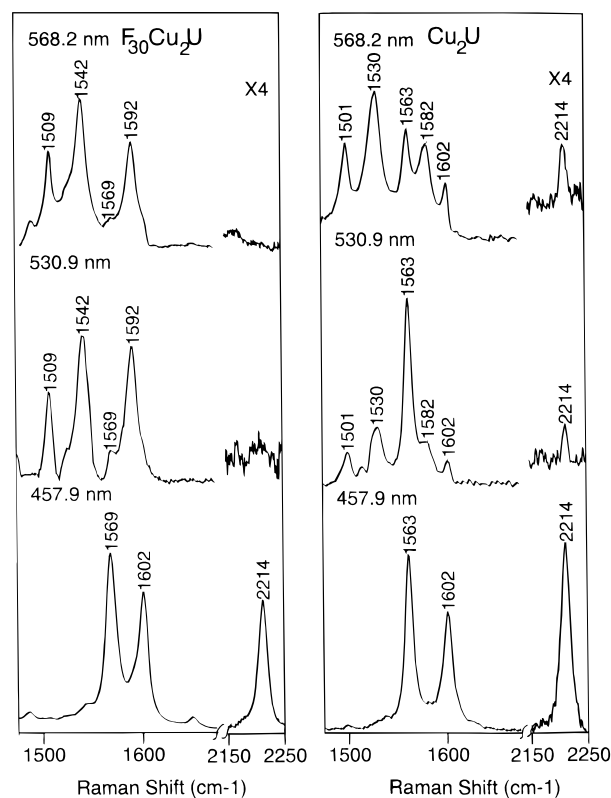 568.2 nm F30Cu2U
X4
1509
1542
1569
1592
530.9 nm
1509
1542
1569
1592
457.9 nm
1569
1602
2214
1500 1600 2150 2250
Raman Shift (cm-1)
568.2 nm Cu2U
X4
1501
1530
1563
1582
1602
2214
530.9 nm
1501
1530
1563
1582
1602
2214
457.9 nm
1563
1602
2214
1500 1600 2150 2250
Raman Shift (cm-1)